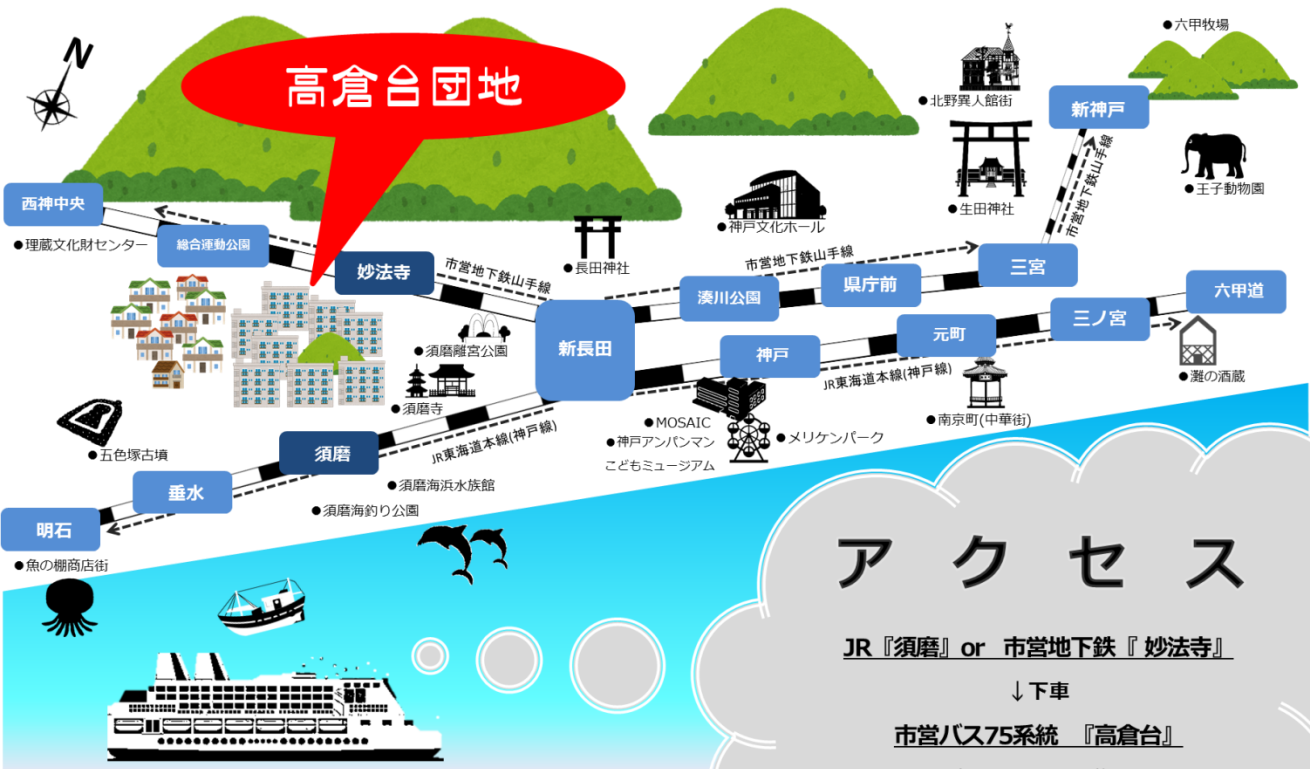 N
高倉台団地
●六甲牧場
●北野異人館街
新神戸
市営地下鉄山手線
●王子動物園
●生田神社
●神戸文化ホール
●長田神社
西神中央
●理蔵文化財センター
総合運動公園
妙法寺
市営地下鉄山手線
市営地下鉄山手線
湊川公園
県庁前
三宮
六甲道
三ノ宮
元町
神戸
新長田
●須磨離宮公園
●須磨寺
JR東海道本線(神戸線)
●灘の酒蔵
●南京町(中華街)
●MOSAIC
●神戸アンパンマン
こどもミュージアム
●メリケンパーク
●五色塚古墳
須磨
JR東海道本線(神戸線)
●須磨海浜水族館
垂水
●須磨海釣り公園
明石
●魚の棚商店街
アクセス
JR『須磨』or 市営地下鉄『 妙法寺』
↓下車
市営バス75系統 『高倉台』